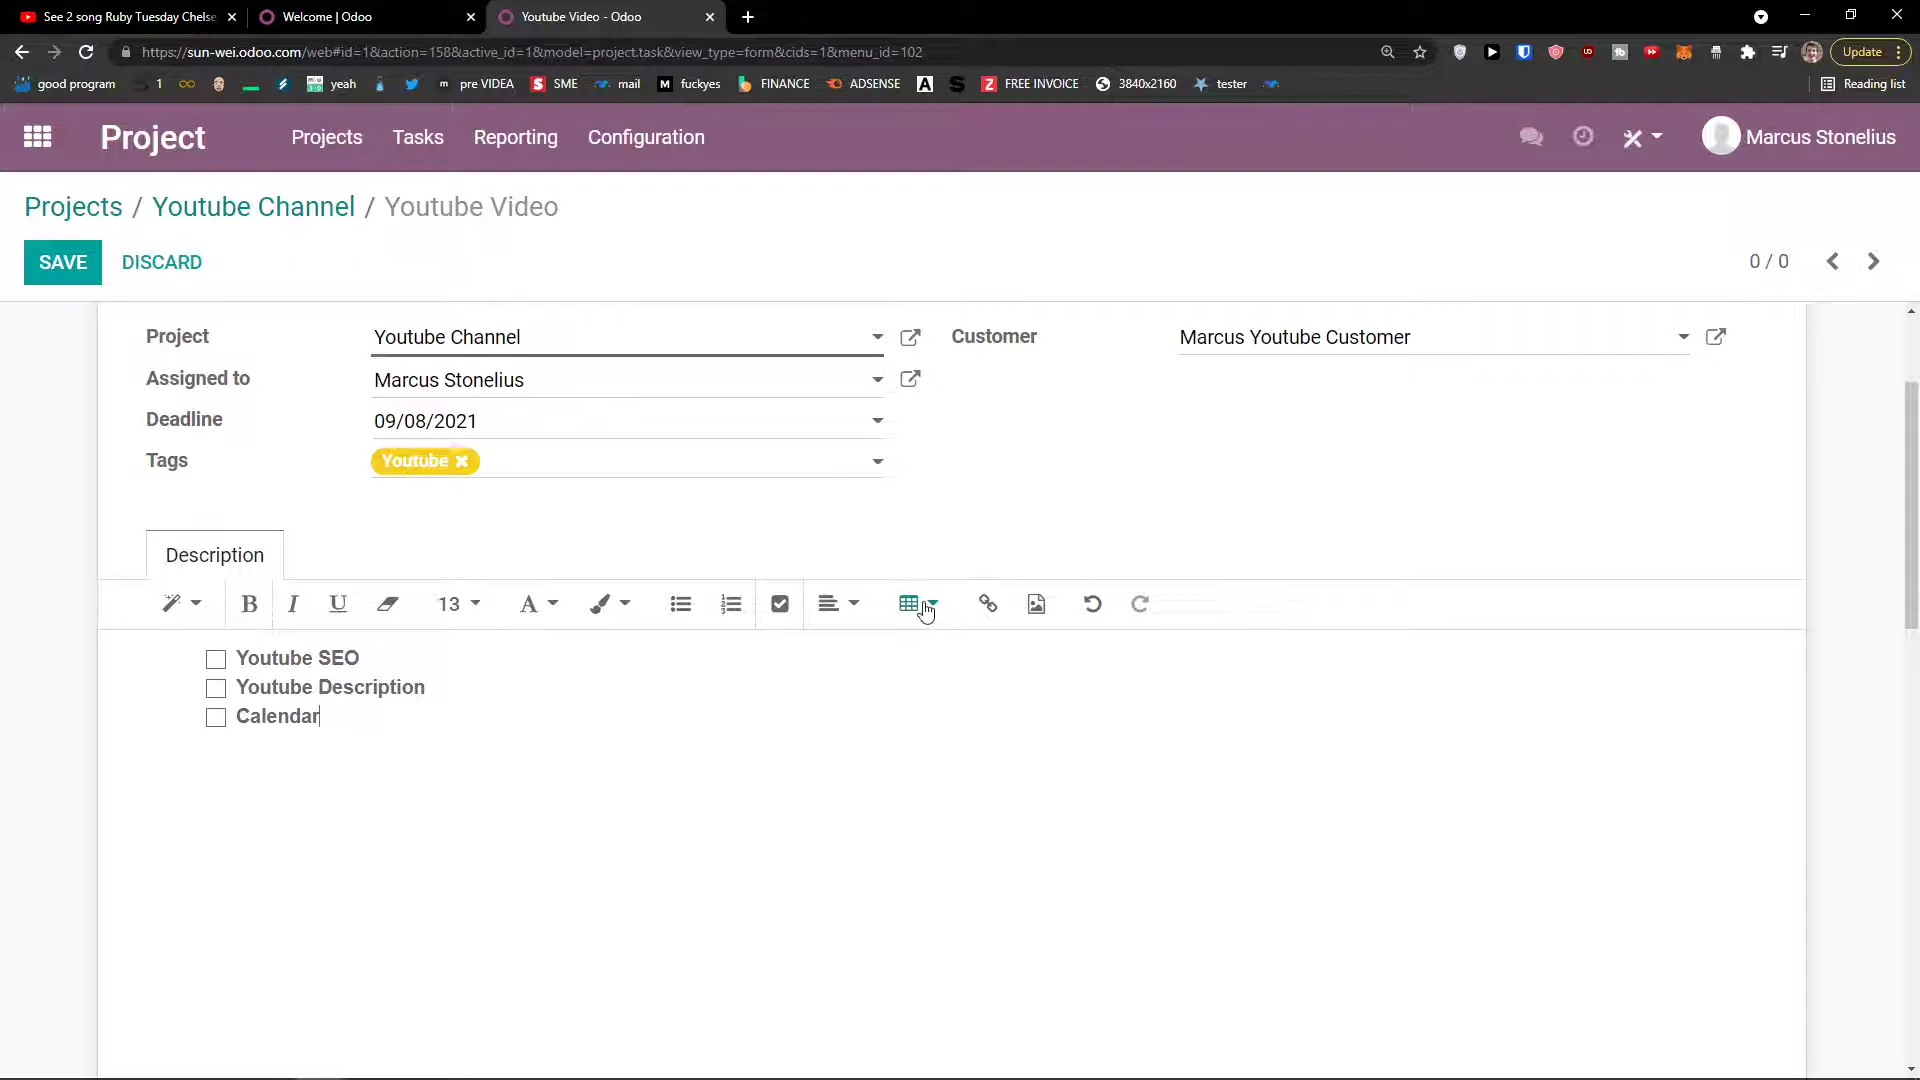 See 2 song Ruby Tuesday Chelse
Welcome | Odoo
Youtube Video - Odoo
https://sun-wei.odoo.com/web#id=1&action=158&active_id=1&model=project.task&view_type=form&cids=1&menu_id=102
Update
good program
1
yeah
pre VIDEA
SME
mail
fuckyes
FINANCE
ADSENSE
FREE INVOICE
3840x2160
tester
Reading list
Project
Projects
Tasks
Reporting
Configuration
Marcus Stonelius
Projects / Youtube Channel / Youtube Video
SAVE
DISCARD
0 / 0
Project
Youtube Channel
Customer
Marcus Youtube Customer
Assigned to
Marcus Stonelius
Deadline
09/08/2021
Tags
Youtube
Description
B I U 13 A
Youtube SEO
Youtube Description
Calendar